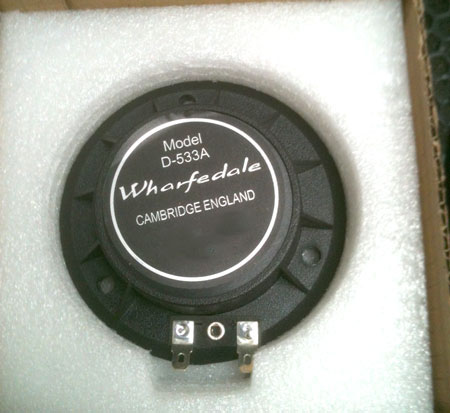 Model
D-533A
Wharfedale
CAMBRIDGE ENGLAND